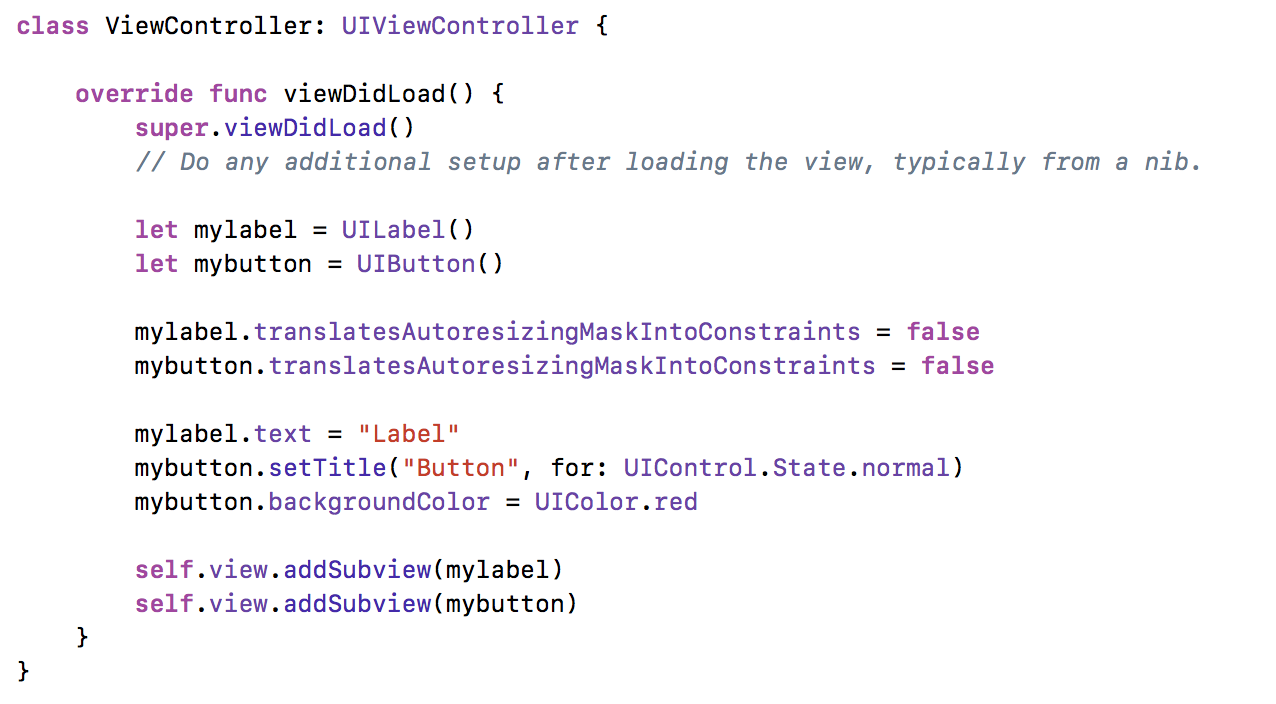 class ViewController: UIViewController {
override func viewDidLoad() {
super.viewDidLoad()
// Do any additional setup after loading the view, typically from a nib.
let mylabel = UILabel()
let mybutton = UIButton()
mylabel.translatesAutoresizingMaskIntoConstraints = false
mybutton.translatesAutoresizingMaskIntoConstraints = false
mylabel.text = "Label"
mybutton.setTitle("Button", for: UIControl.State.normal)
mybutton.backgroundColor = UIColor.red
self.view.addSubview(mylabel)
self.view.addSubview(mybutton)
}
}